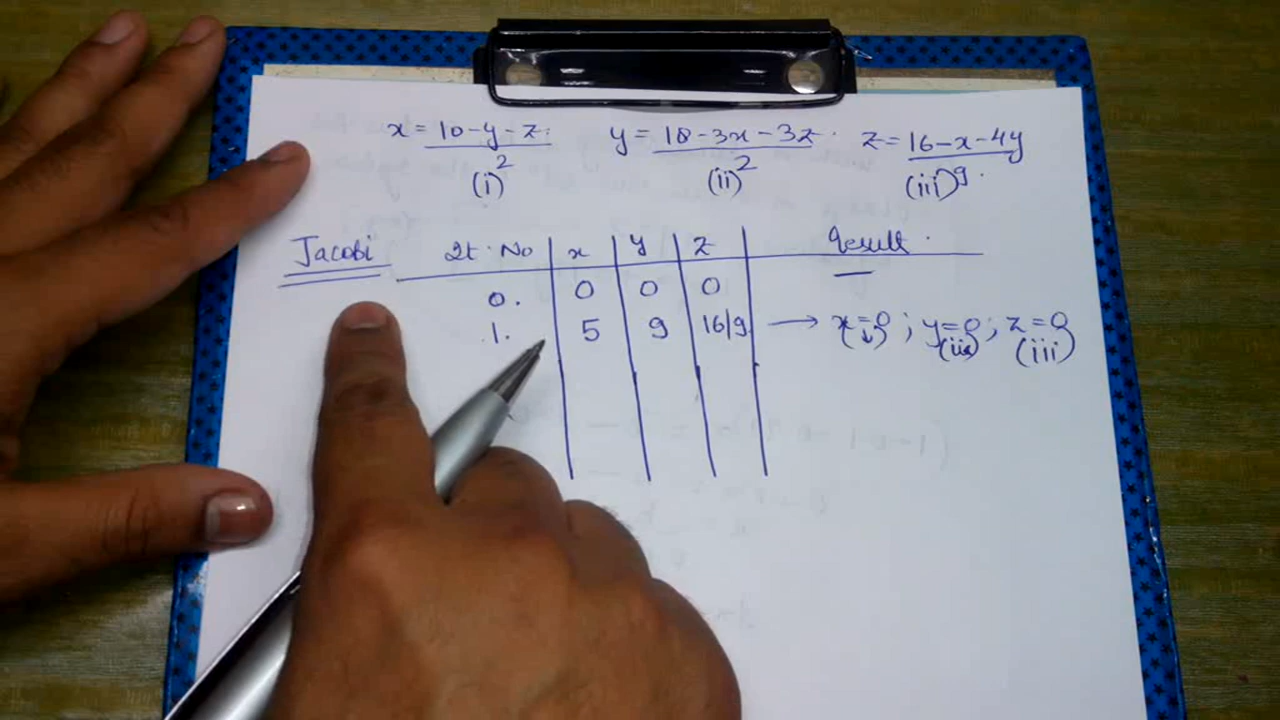 x = 10-y-z / 2 y = 18-3x-3z / 2 z = 16-x-4y / 9
(i) (ii) (iii)
Jacobi It. No x y z result.
0. 0 0 0
1. 5 9 16/9 → x=0 ; y=0 ; z=0
(i) (ii) (iii)